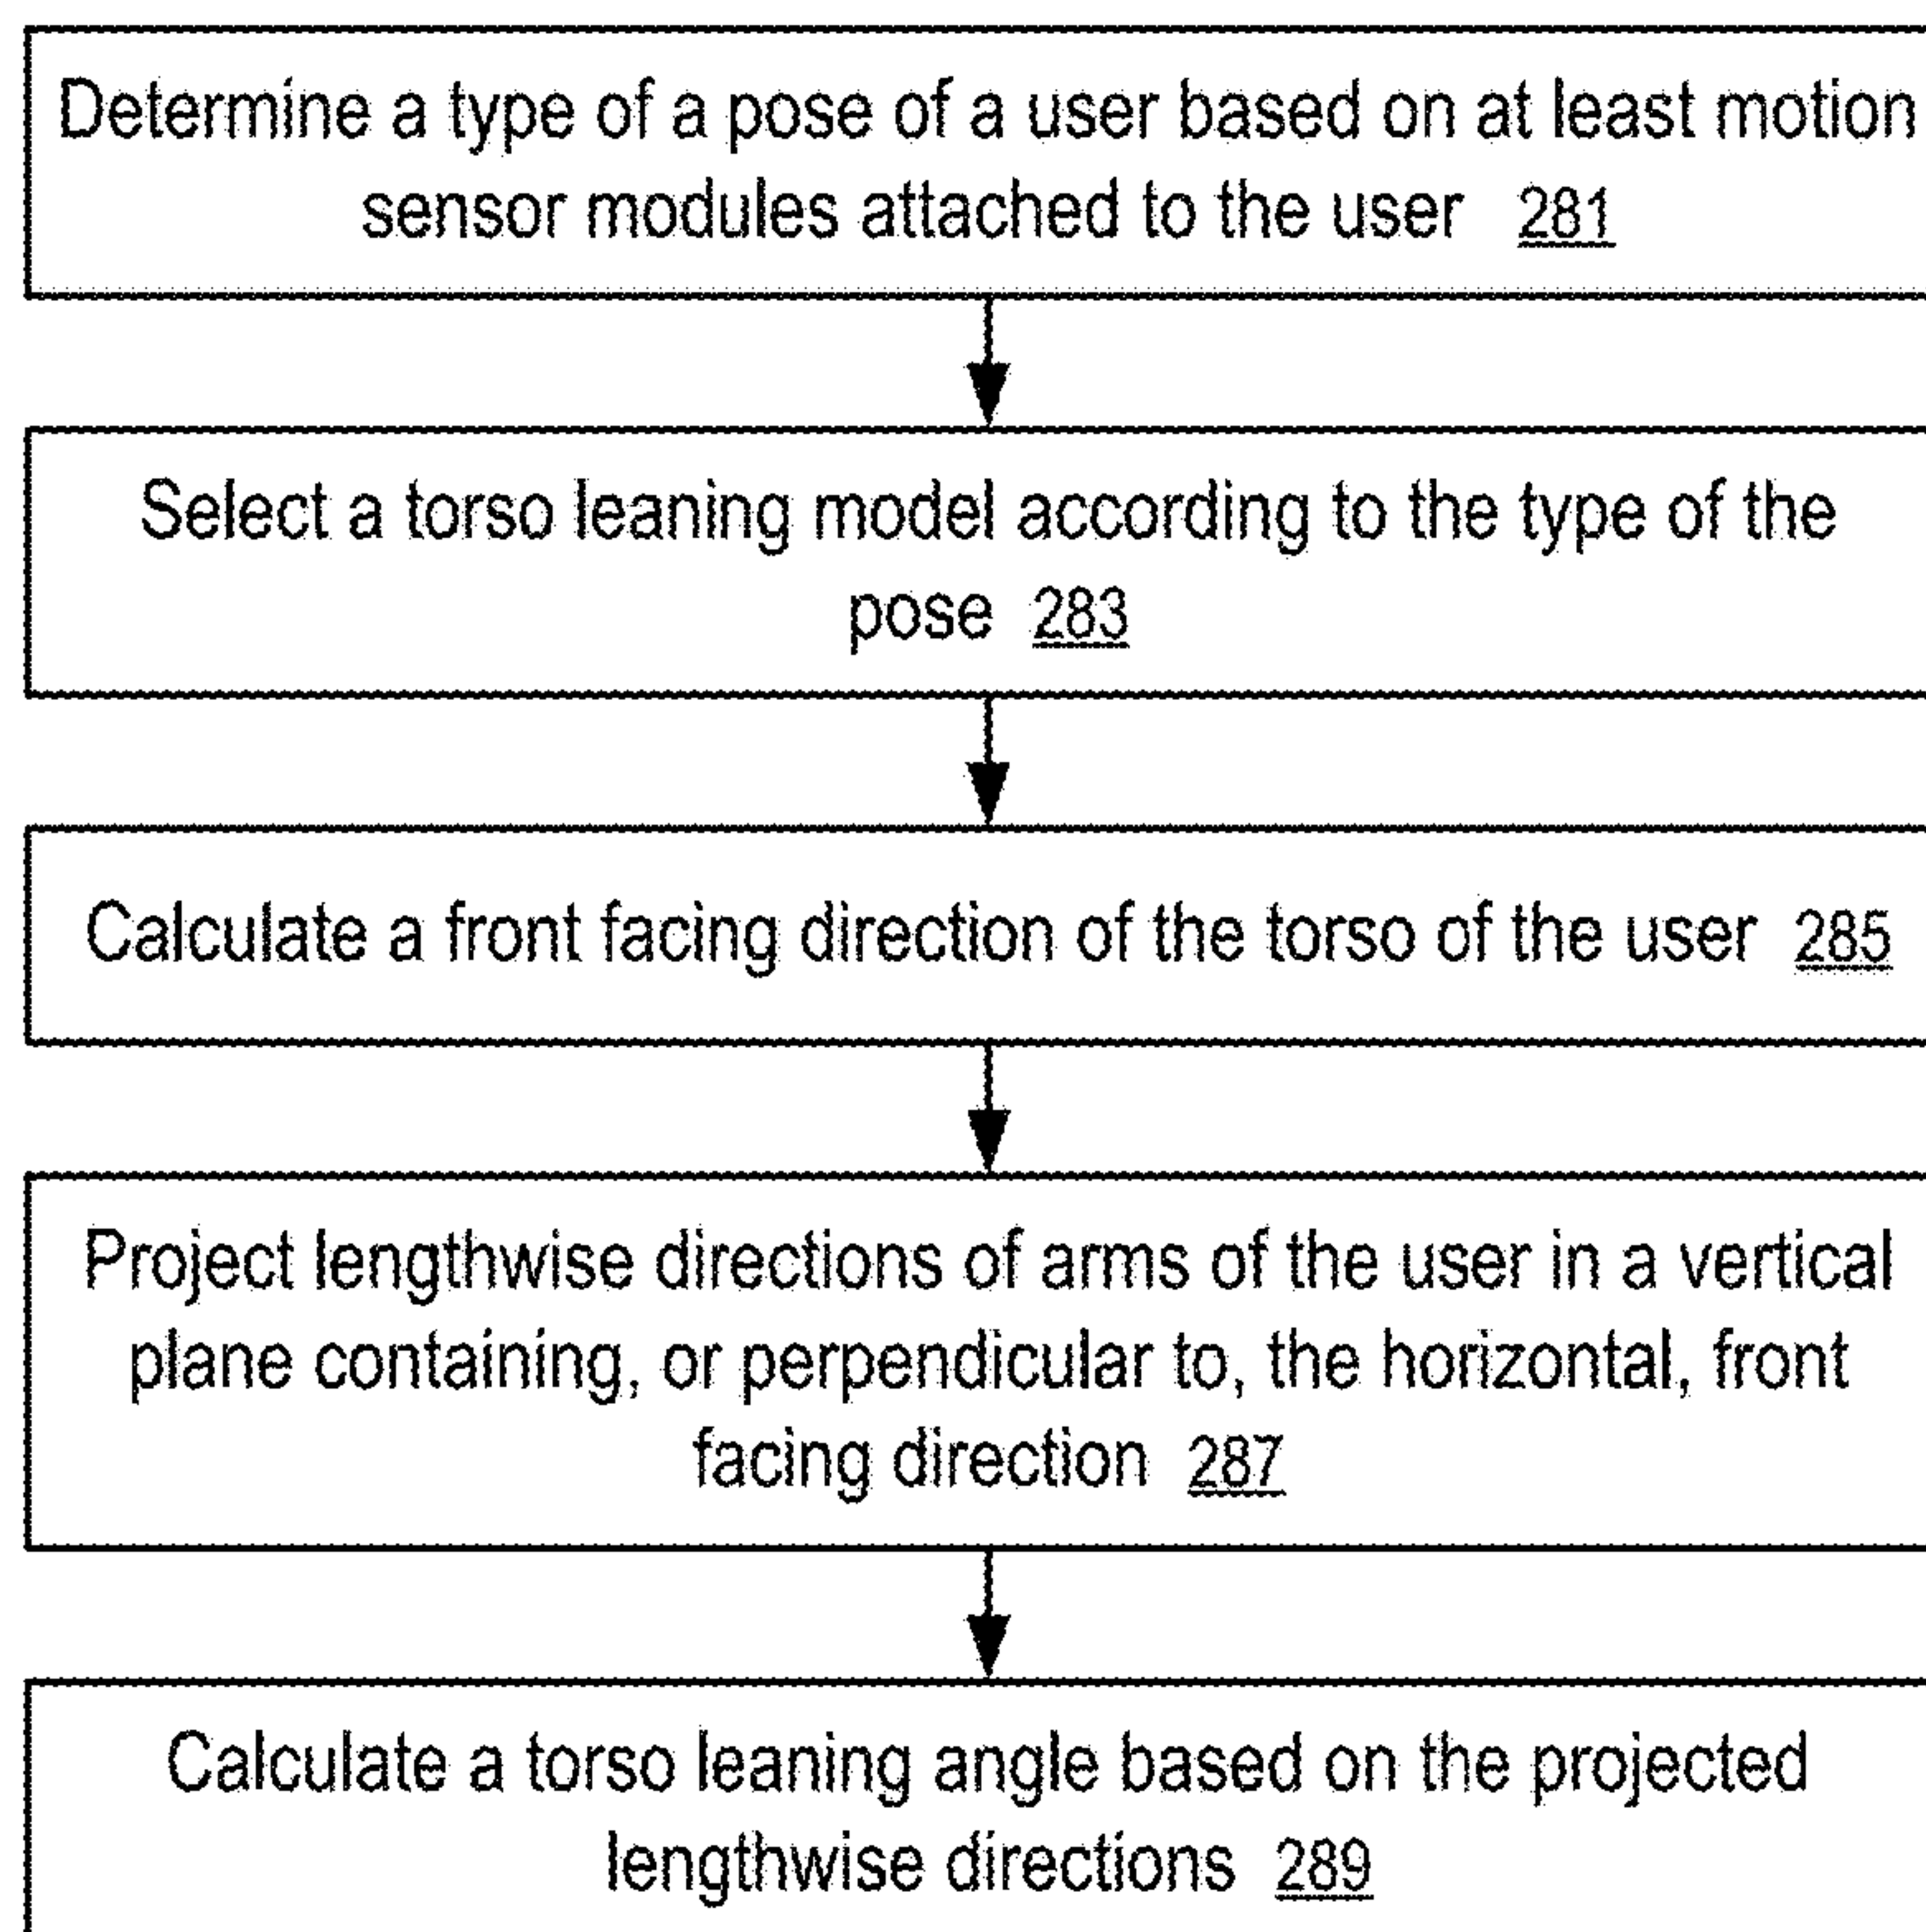 Determine a type of a pose of a user based on at least motion
sensor modules attached to the user 281
Select a torso leaning model according to the type of the
pose 283
Calculate a front facing direction of the torso of the user 285
Project lengthwise directions of arms of the user in a vertical
plane containing, or perpendicular to, the horizontal, front
facing direction 287
Calculate a torso leaning angle based on the projected
lengthwise directions 289